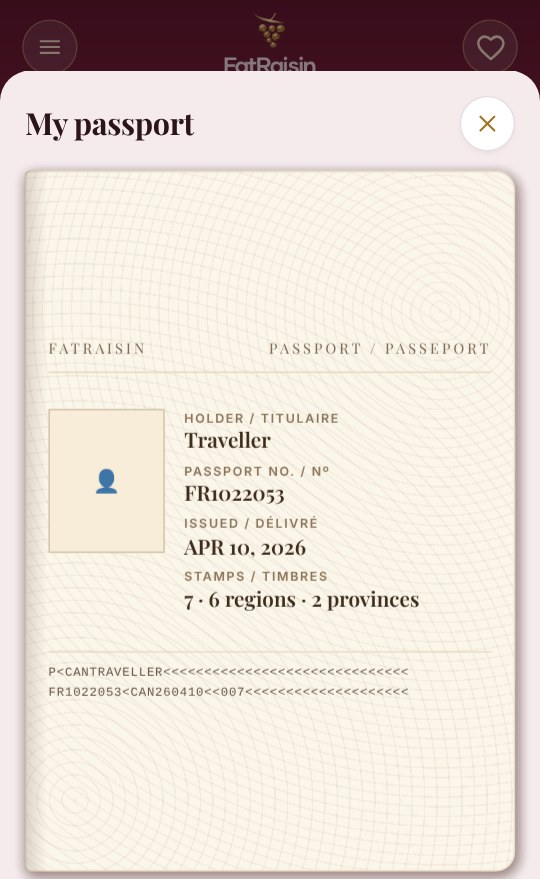 FatRaisin
My passport
FATRAISIN PASSPORT / PASSEPORT
HOLDER / TITULAIRE
Traveller
PASSPORT NO. / Nº
FR1022053
ISSUED / DÉLIVRÉ
APR 10, 2026
STAMPS / TIMBRES
7 · 6 regions · 2 provinces
P<CANTRAVELLER<<<<<<<<<<<<<<<<<<<<<<<<<<<<<<
FR1022053<CAN260410<<007<<<<<<<<<<<<<<<<<<<<